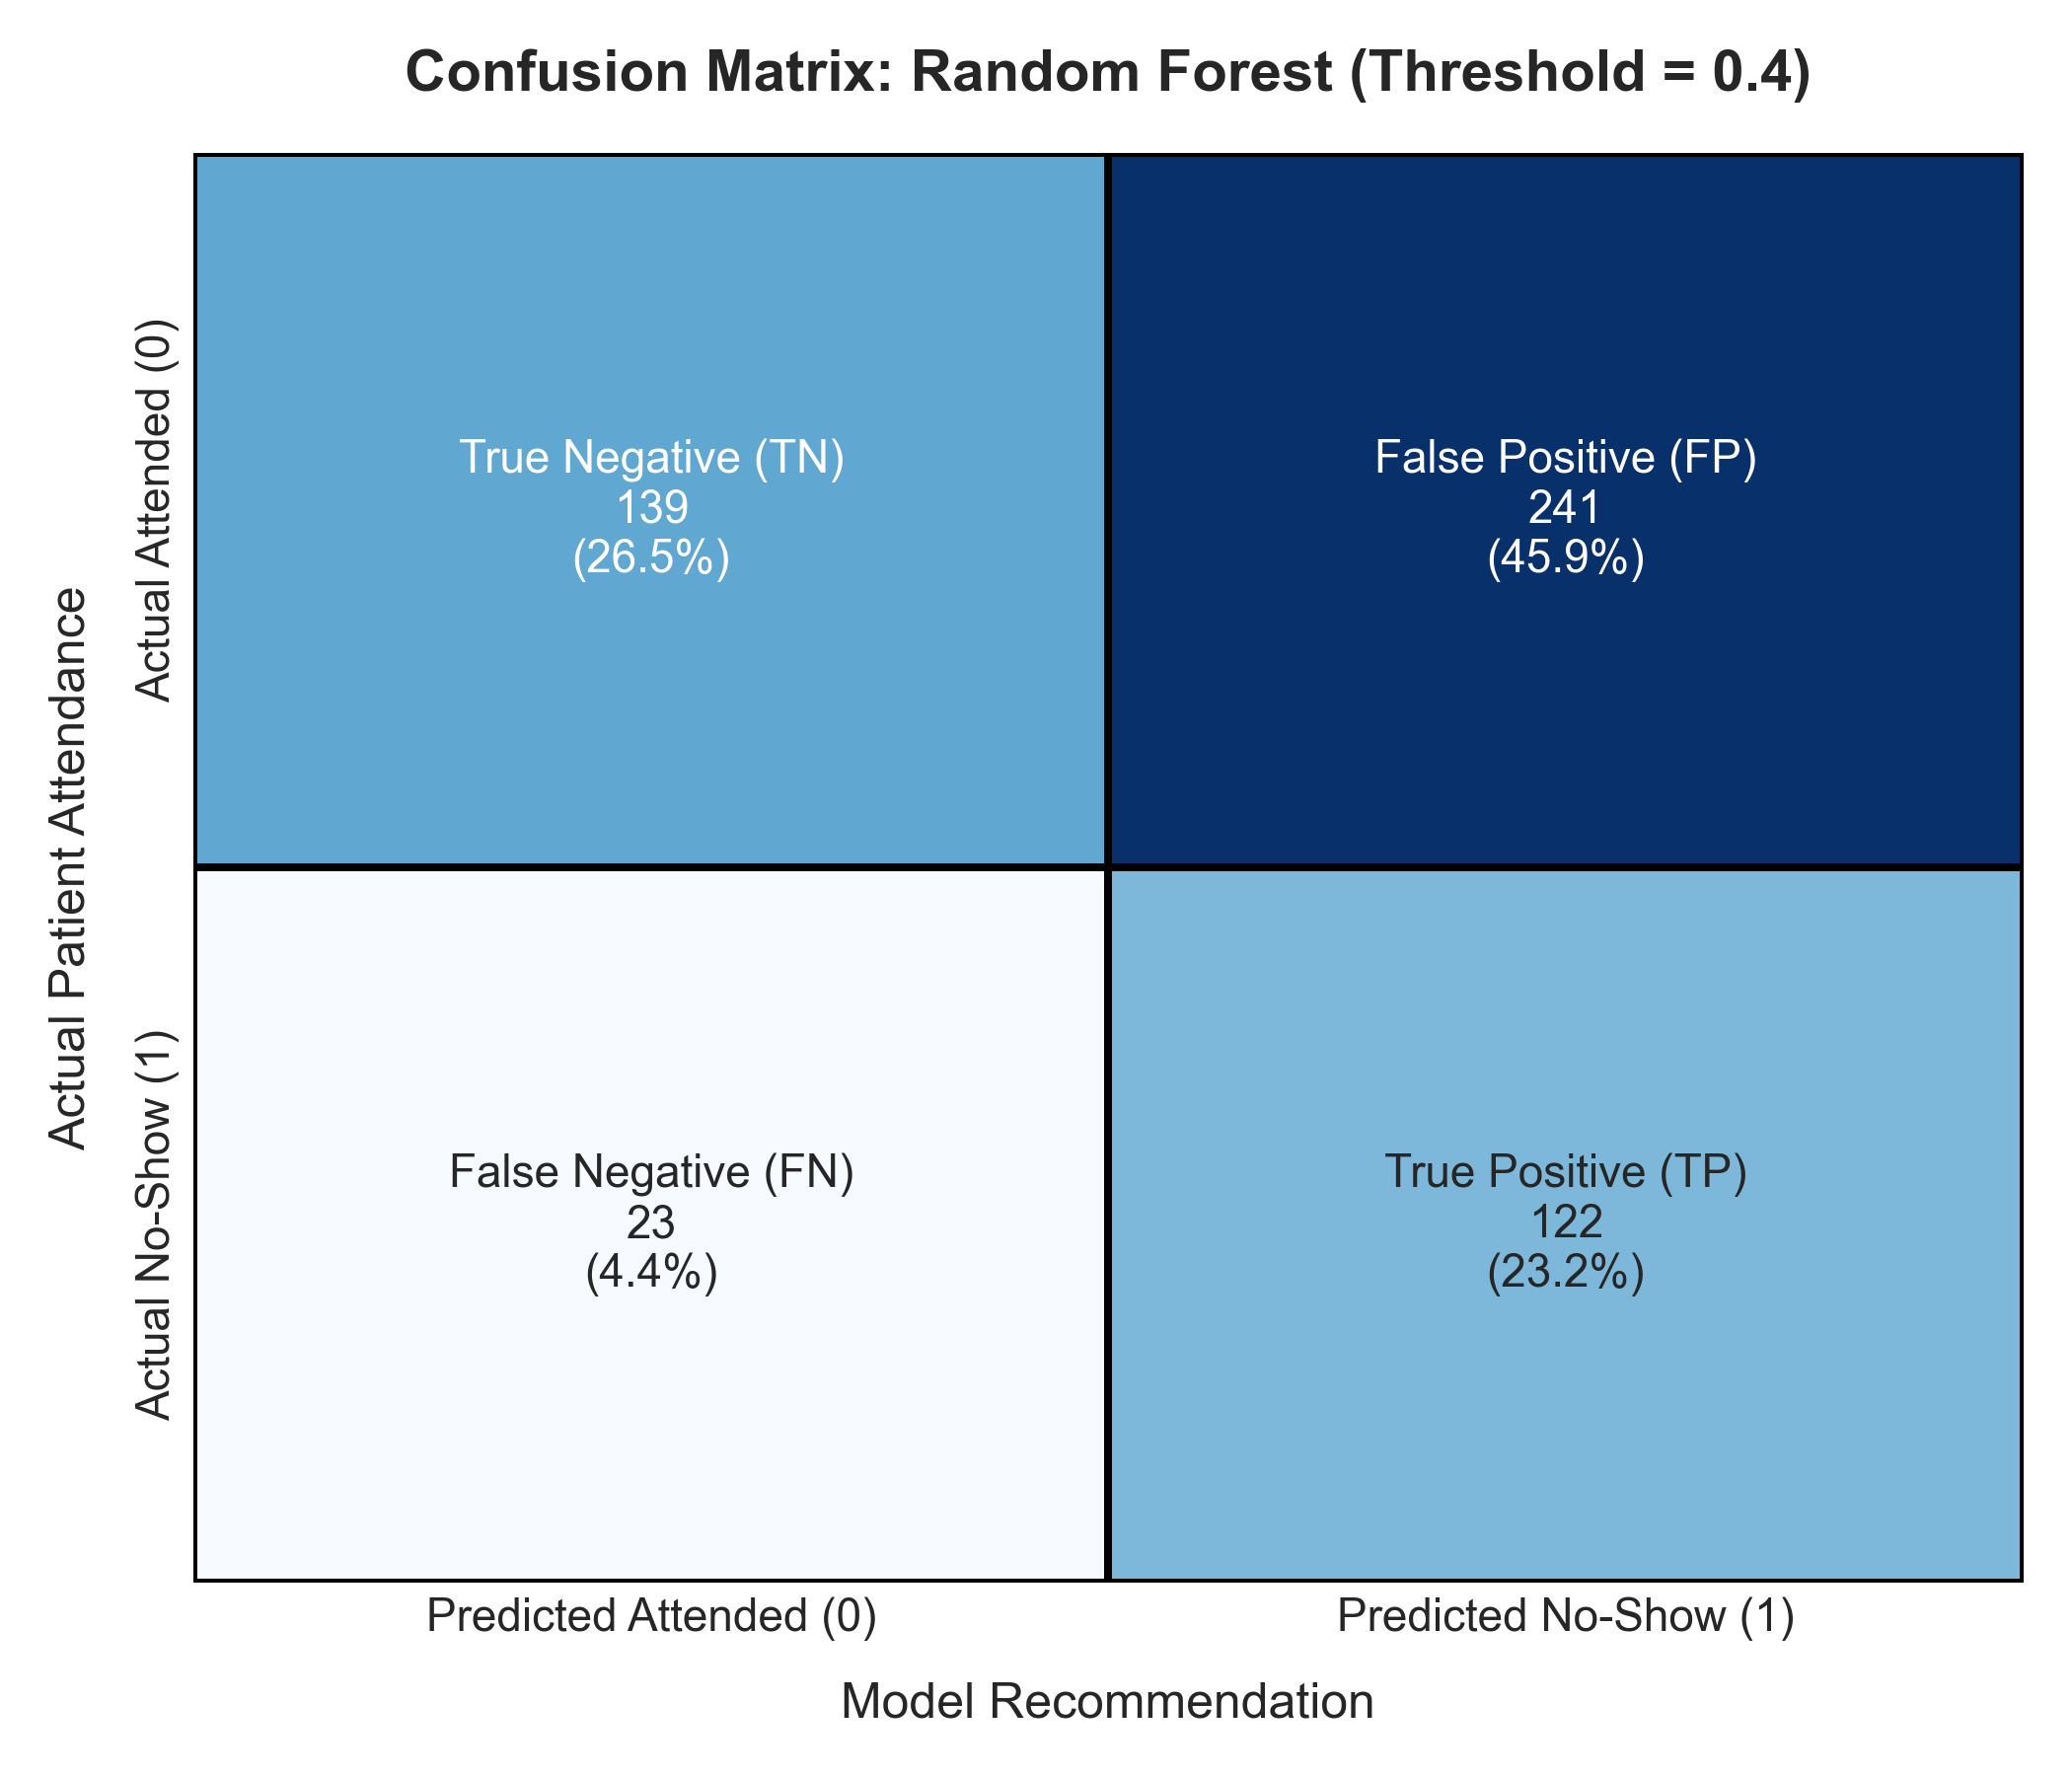 Confusion Matrix: Random Forest (Threshold = 0.4)
Actual Patient Attendance
Actual Attended (0)
True Negative (TN)
139
(26.5%)
False Positive (FP)
241
(45.9%)
Actual No-Show (1)
False Negative (FN)
23
(4.4%)
True Positive (TP)
122
(23.2%)
Predicted Attended (0)
Predicted No-Show (1)
Model Recommendation